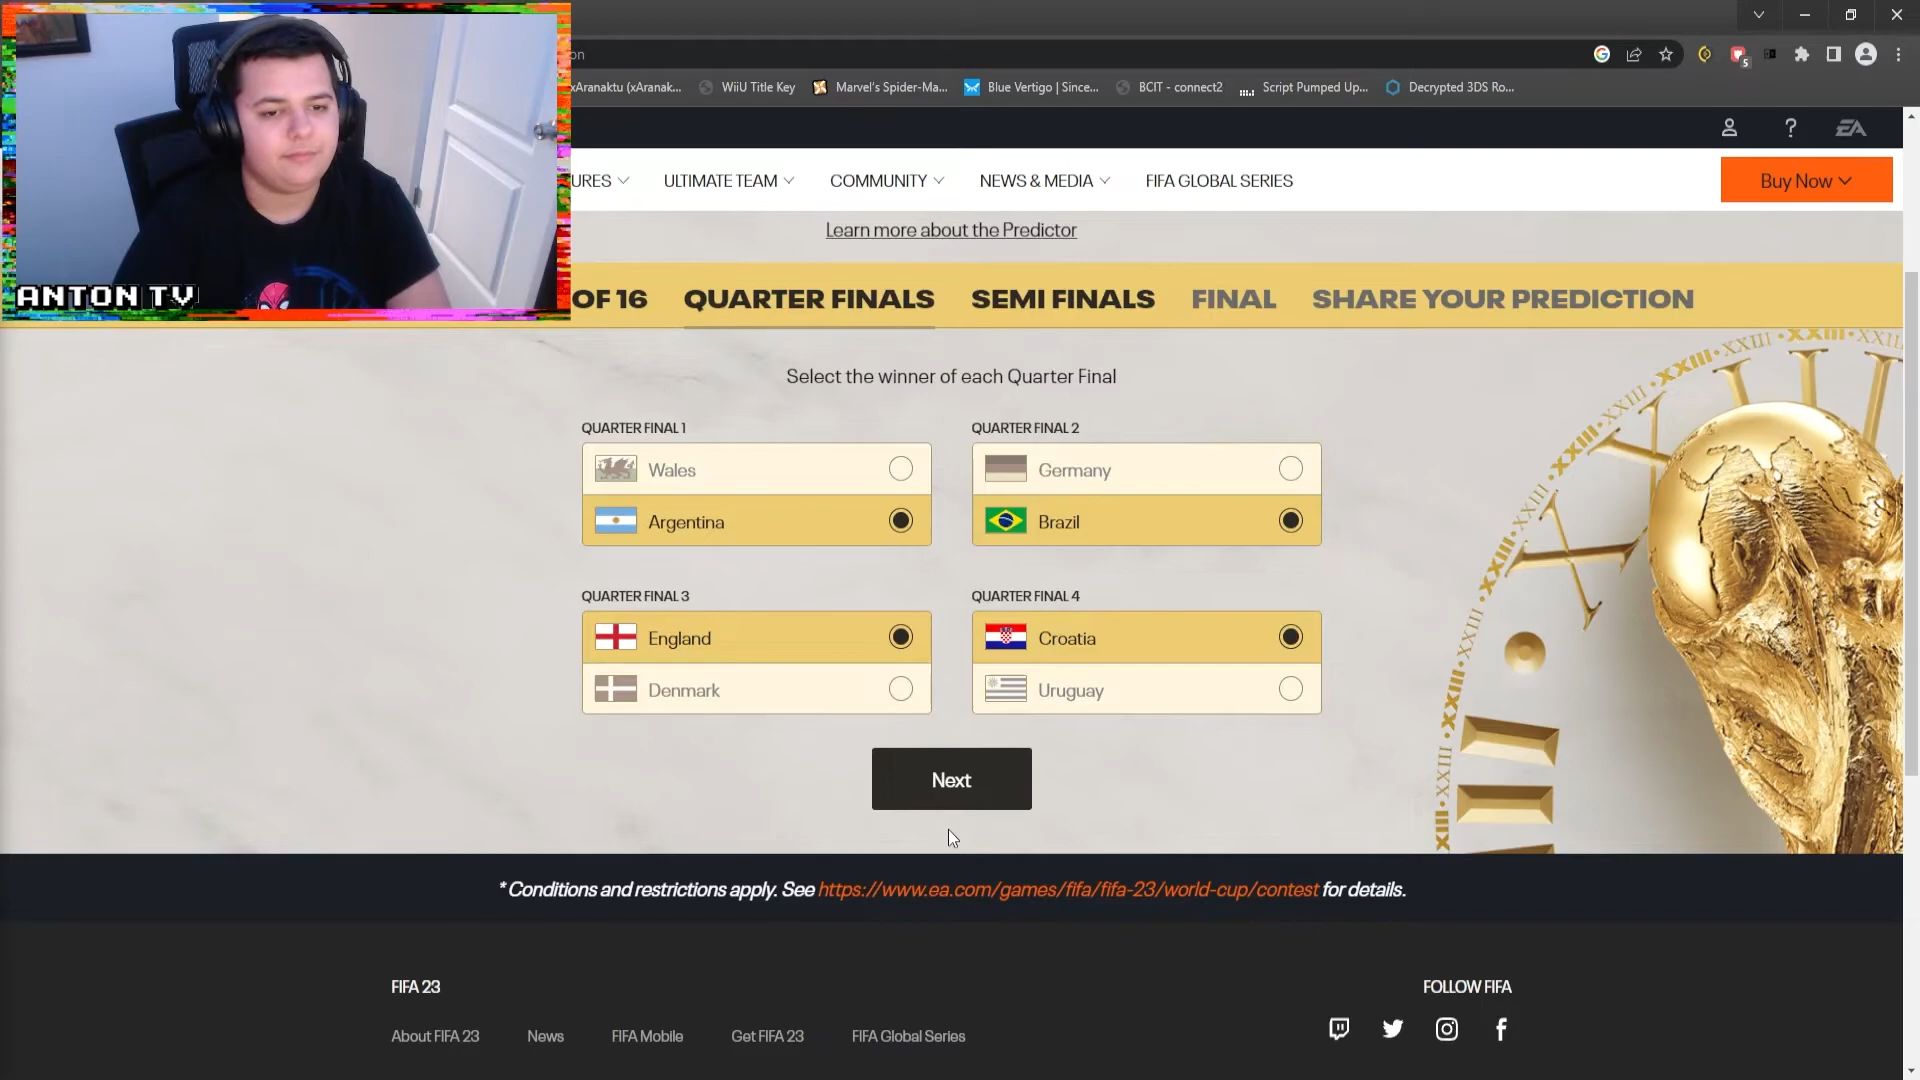 on
xAranaktu (xAranak...
WiiU Title Key
Marvel's Spider-Ma...
Blue Vertigo | Since...
BCIT - connect2
Script Pumped Up...
Decrypted 3DS Ro...
5
EA
URES
ULTIMATE TEAM
COMMUNITY
NEWS & MEDIA
FIFA GLOBAL SERIES
Buy Now
Learn more about the Predictor
ANTON TV
OF 16
QUARTER FINALS
SEMI FINALS
FINAL
SHARE YOUR PREDICTION
Select the winner of each Quarter Final
QUARTER FINAL 1
Wales
Argentina
QUARTER FINAL 2
Germany
Brazil
QUARTER FINAL 3
England
Denmark
QUARTER FINAL 4
Croatia
Uruguay
Next
* Conditions and restrictions apply. See https://www.ea.com/games/fifa/fifa-23/world-cup/contest for details.
FIFA 23
FOLLOW FIFA
About FIFA 23
News
FIFA Mobile
Get FIFA 23
FIFA Global Series